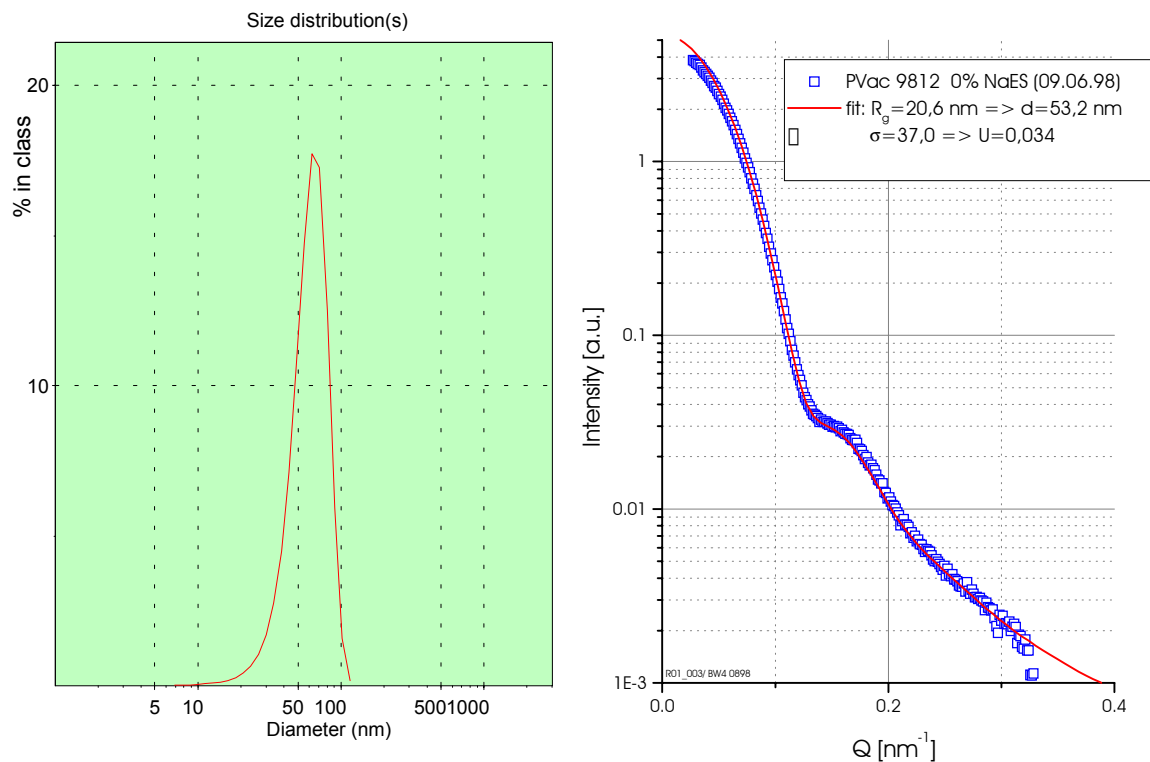 Size distribution(s)
% in class
20
10
5 10 50 100 5001000
Diameter (nm)
PVac 9812 0% NaES (09.06.98)
fit: R_g=20,6 nm => d=53,2 nm
σ=37,0 => U=0,034
Intensity [a.u.]
1
0.1
0.01
1E-3
R01_003/ BW4 0898
0.0 0.2 0.4
Q [nm⁻¹]